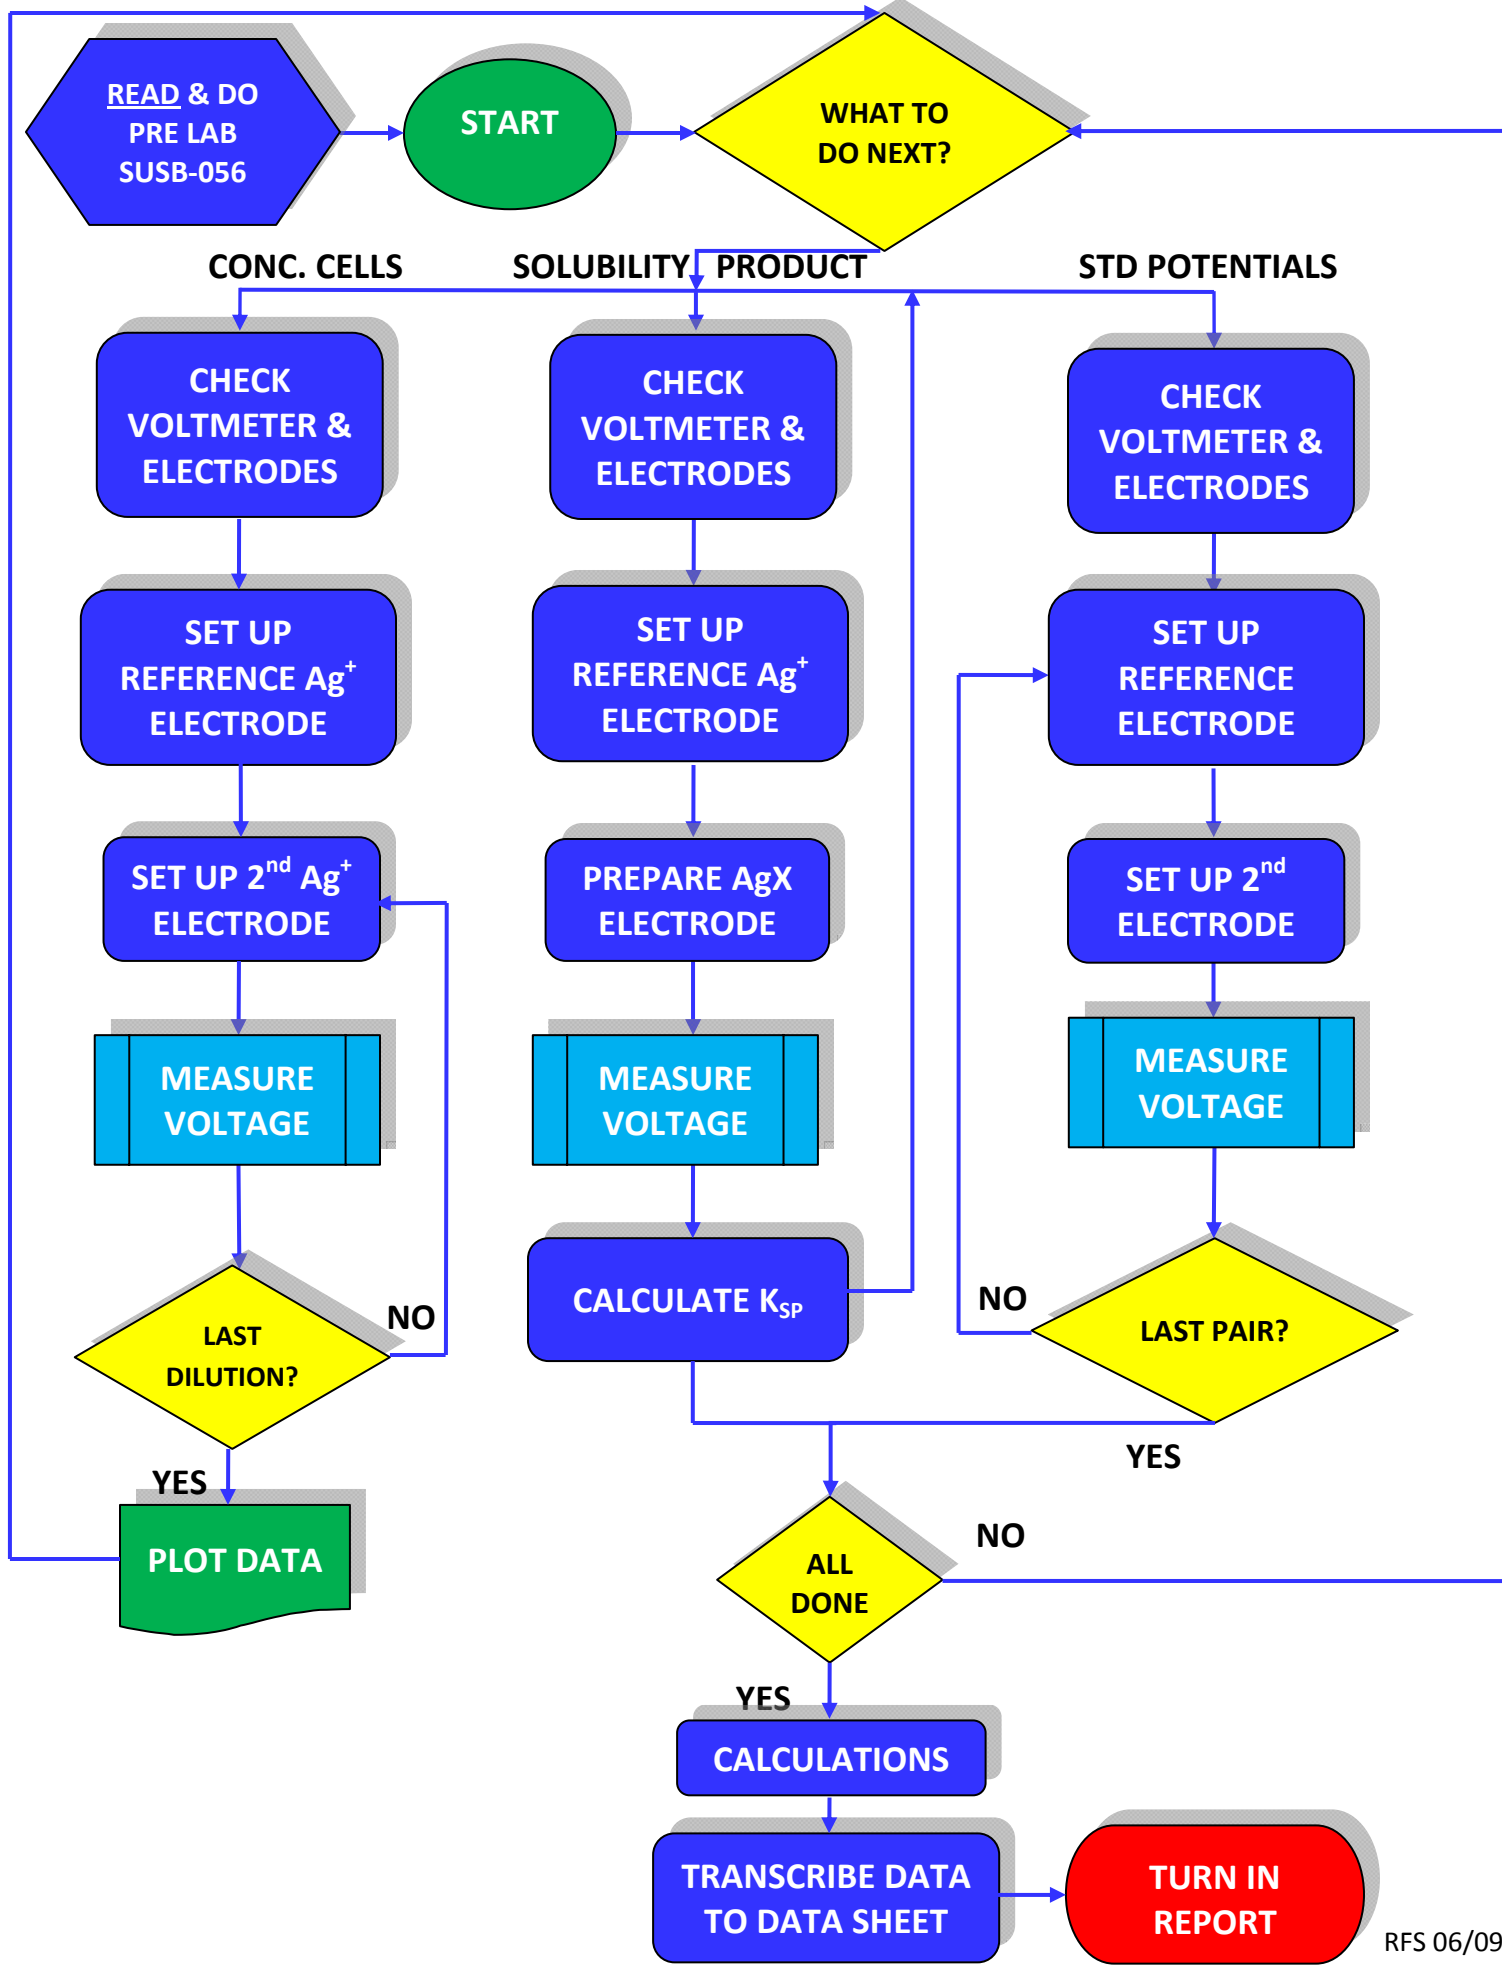 READ & DO
PRE LAB
SUSB-056
START
WHAT TO
DO NEXT?
CONC. CELLS
SOLUBILITY PRODUCT
STD POTENTIALS
CHECK
VOLTMETER &
ELECTRODES
SET UP
REFERENCE Ag⁺
ELECTRODE
SET UP 2ⁿᵈ Ag⁺
ELECTRODE
MEASURE
VOLTAGE
LAST
DILUTION?
NO
YES
PLOT DATA
CHECK
VOLTMETER &
ELECTRODES
SET UP
REFERENCE Ag⁺
ELECTRODE
PREPARE AgX
ELECTRODE
MEASURE
VOLTAGE
CALCULATE K_SP
CHECK
VOLTMETER &
ELECTRODES
SET UP
REFERENCE
ELECTRODE
SET UP 2ⁿᵈ
ELECTRODE
MEASURE
VOLTAGE
NO
LAST PAIR?
YES
ALL
DONE
NO
YES
CALCULATIONS
TRANSCRIBE DATA
TO DATA SHEET
TURN IN
REPORT
RFS 06/09